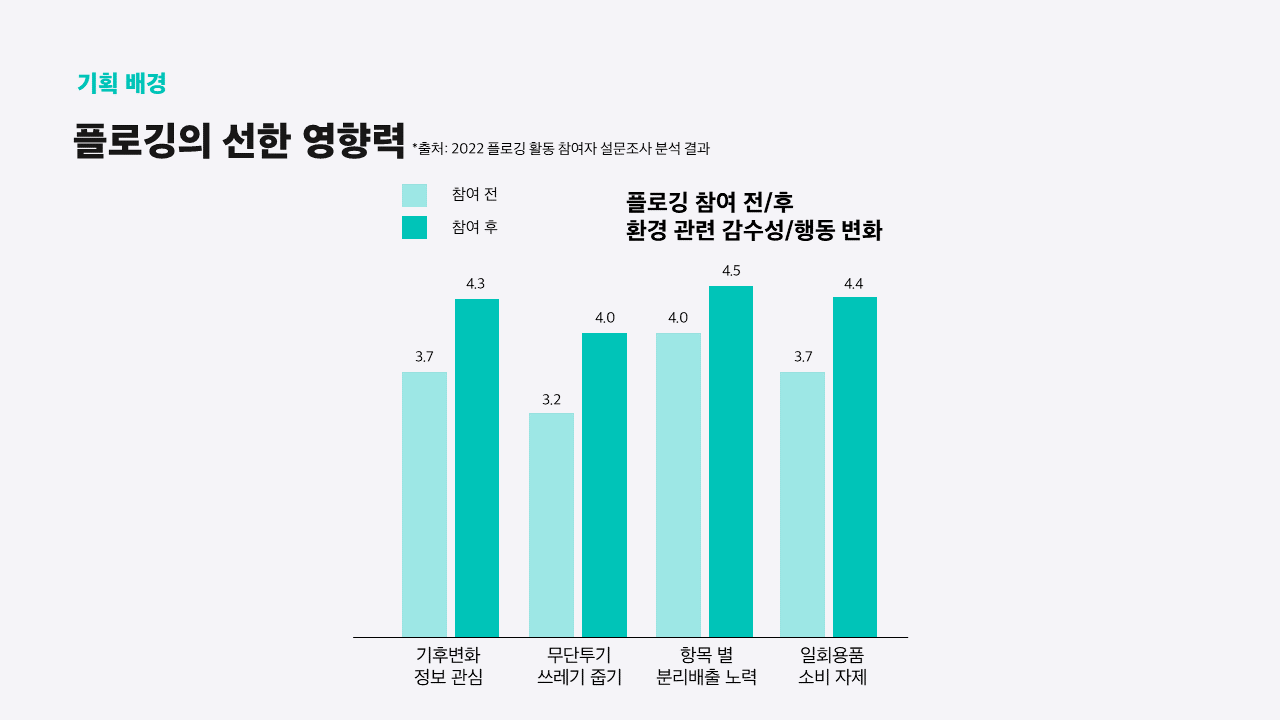 기획 배경
플로깅의 선한 영향력 *출처: 2022 플로깅 활동 참여자 설문조사 분석 결과
참여 전
참여 후
플로깅 참여 전/후
환경 관련 감수성/행동 변화
3.7
4.3
3.2
4.0
4.0
4.5
3.7
4.4
기후변화
정보 관심
무단투기
쓰레기 줍기
항목 별
분리배출 노력
일회용품
소비 자제